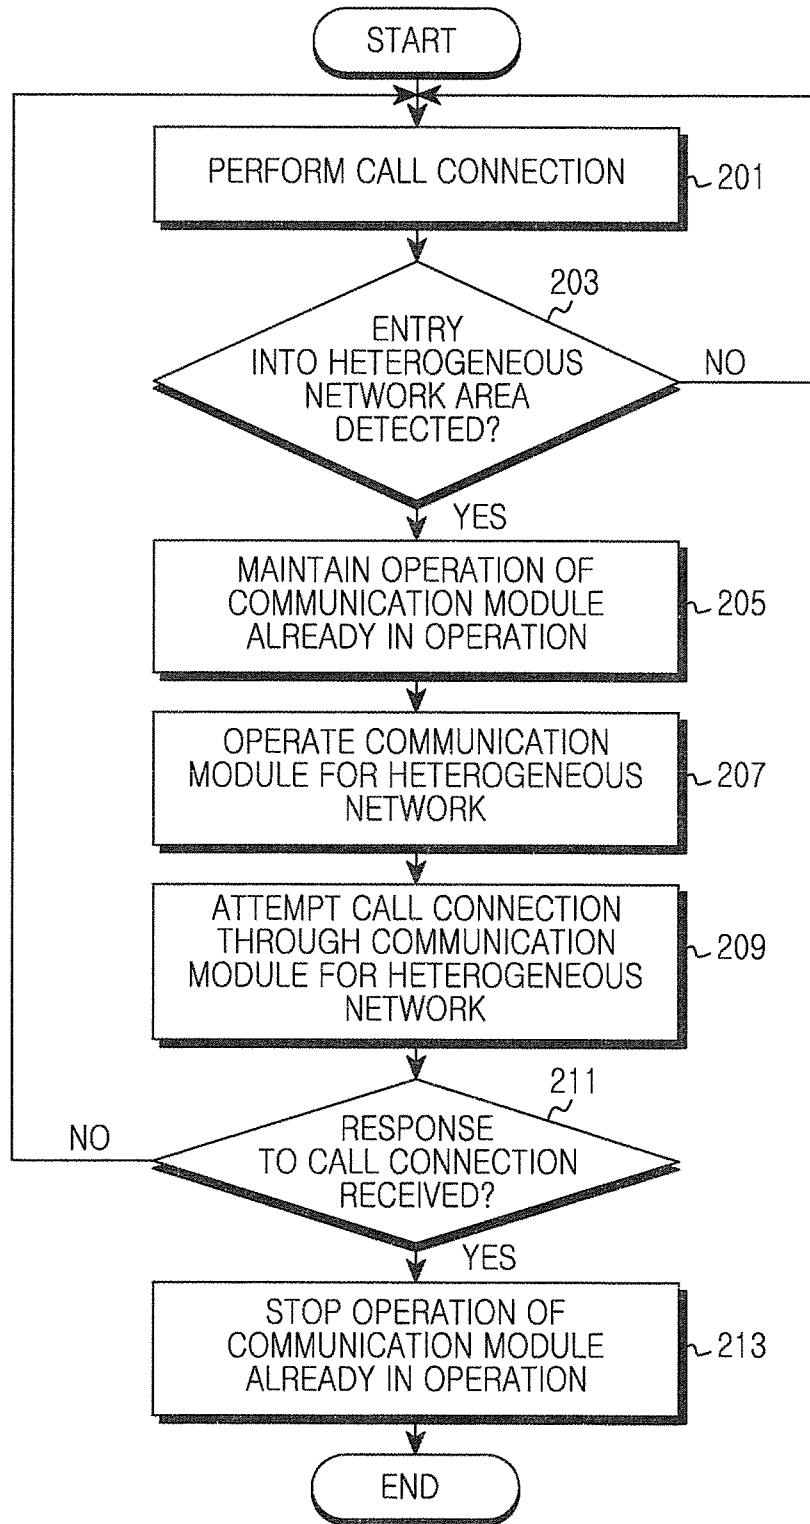 START
PERFORM CALL CONNECTION
201
203
ENTRY
INTO HETEROGENEOUS
NETWORK AREA
DETECTED?
NO
YES
MAINTAIN OPERATION OF
COMMUNICATION MODULE
ALREADY IN OPERATION
205
OPERATE COMMUNICATION
MODULE FOR HETEROGENEOUS
NETWORK
207
ATTEMPT CALL CONNECTION
THROUGH COMMUNICATION
MODULE FOR HETEROGENEOUS
NETWORK
209
211
NO
RESPONSE
TO CALL CONNECTION
RECEIVED?
YES
STOP OPERATION OF
COMMUNICATION MODULE
ALREADY IN OPERATION
213
END